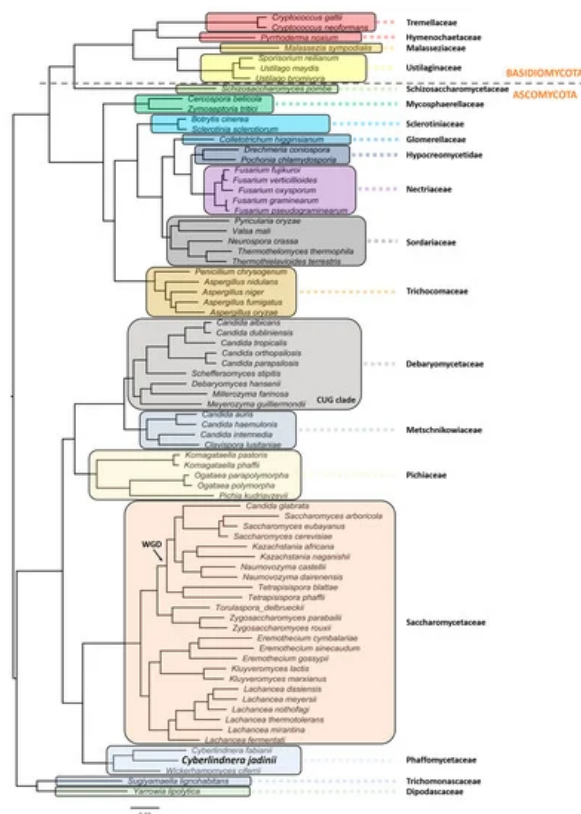 Cryptococcus gattii
Cryptococcus neoformans
Tremellaceae
Pyrrhoderma noxium
Hymenochaetaceae
Malassezia sympodialis
Malasseziaceae
Sporisorium reilianum
Ustilago meydis
Ustilaginaceae
Ustilago bromivora
BASIDIOMYCOTA
Schizosaccharomyces pombe
Schizosaccharomycetaceae
ASCOMYCOTA
Cercospora beticola
Zymoseptoria tritici
Mycosphaerellaceae
Botrytis cinerea
Sclerotinia sclerotiorum
Sclerotiniaceae
Colletotrichum higginsianum
Glomerellaceae
Drechmeria coniospora
Pochonia chlamydosporia
Hypocreomycetidae
Fusarium fujikuroi
Fusarium verticillioides
Fusarium oxysporum
Nectriaceae
Fusarium graminearum
Fusarium pseudograminearum
Pyricularia oryzae
Valsa mali
Neurospora crassa
Sordariaceae
Thermothelomyces thermophila
Thermothielavioides terrestris
Penicillium chrysogenum
Aspergillus nidulans
Aspergillus niger
Trichocomaceae
Aspergillus fumigatus
Aspergillus oryzae
Candida albicans
Candida dubliniensis
Candida tropicalis
Candida orthopsilosis
Candida parapsilosis
Debaryomycetaceae
Scheffersomyces stipitis
Debaryomyces hansenii
Millerozyma farinosa
Meyerozyma guilliermondii
CUG clade
Candida auris
Candida haemulonis
Metschnikowiaceae
Candida intermedia
Clavispora lusitaniae
Komagataella pastoris
Komagataella phaffii
Ogataea parapolymorpha
Pichiaceae
Ogataea polymorpha
Pichia kudriavzevii
Candida glabrata
Saccharomyces arboricola
Saccharomyces eubayanus
Saccharomyces cerevisiae
WGD
Kazachstania africana
Kazachstania naganishii
Naumovozyma castellii
Naumovozyma dairenensis
Tetrapisispora blattae
Tetrapisispora phaffii
Torulaspora_delbrueckii
Zygosaccharomyces parabailii
Saccharomycetaceae
Zygosaccharomyces rouxii
Eremothecium cymbalariae
Eremothecium sinecaudum
Eremothecium gossypii
Kluyveromyces lactis
Kluyveromyces marxianus
Lachancea dasiensis
Lachancea meyersii
Lachancea nothofagi
Lachancea thermotolerans
Lachancea mirantina
Lachancea fermentati
Cyberlindnera fabianii
Cyberlindnera jadinii
Phaffomycetaceae
Wickerhamomyces ciferrii
Sugiyamaella lignohabitans
Trichomonascaceae
Yarrowia lipolytica
Dipodascaceae